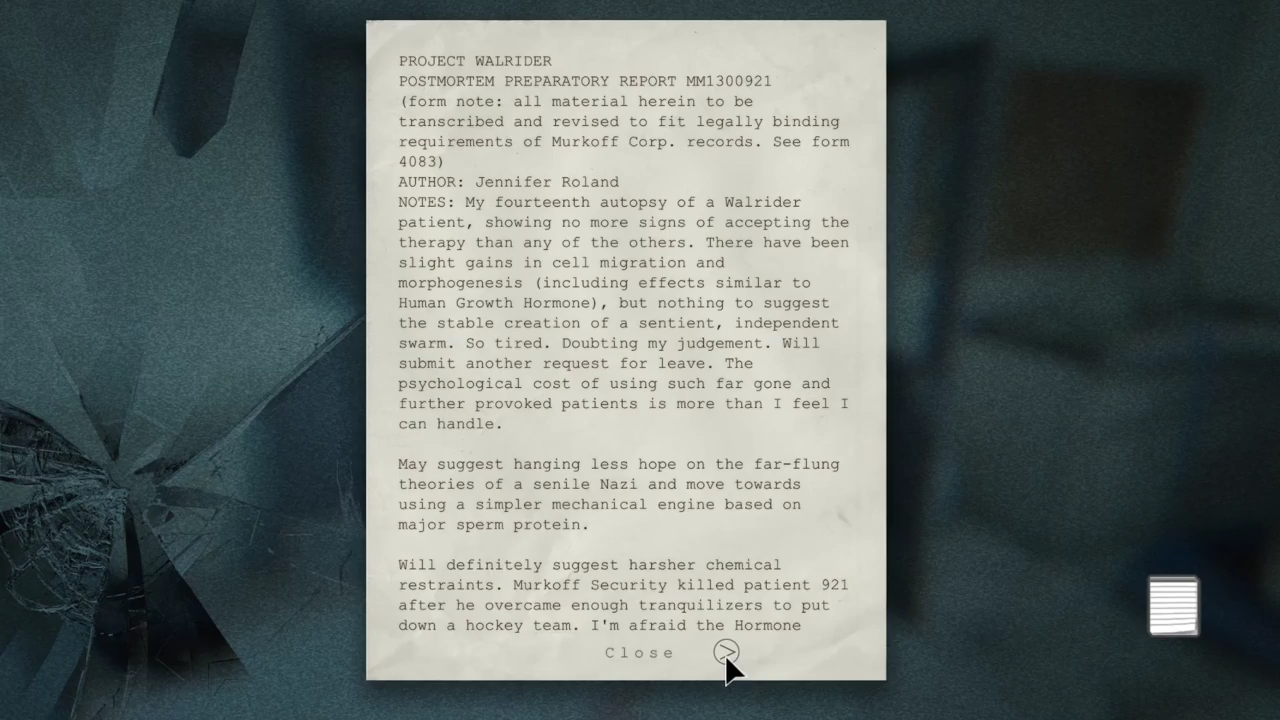 PROJECT WALRIDER
POSTMORTEM PREPARATORY REPORT MM1300921
(form note: all material herein to be
transcribed and revised to fit legally binding
requirements of Murkoff Corp. records. See form
4083)
AUTHOR: Jennifer Roland
NOTES: My fourteenth autopsy of a Walrider
patient, showing no more signs of accepting the
therapy than any of the others. There have been
slight gains in cell migration and
morphogenesis (including effects similar to
Human Growth Hormone), but nothing to suggest
the stable creation of a sentient, independent
swarm. So tired. Doubting my judgement. Will
submit another request for leave. The
psychological cost of using such far gone and
further provoked patients is more than I feel I
can handle.
May suggest hanging less hope on the far-flung
theories of a senile Nazi and move towards
using a simpler mechanical engine based on
major sperm protein.
Will definitely suggest harsher chemical
restraints. Murkoff Security killed patient 921
after he overcame enough tranquilizers to put
down a hockey team. I'm afraid the Hormone
Close